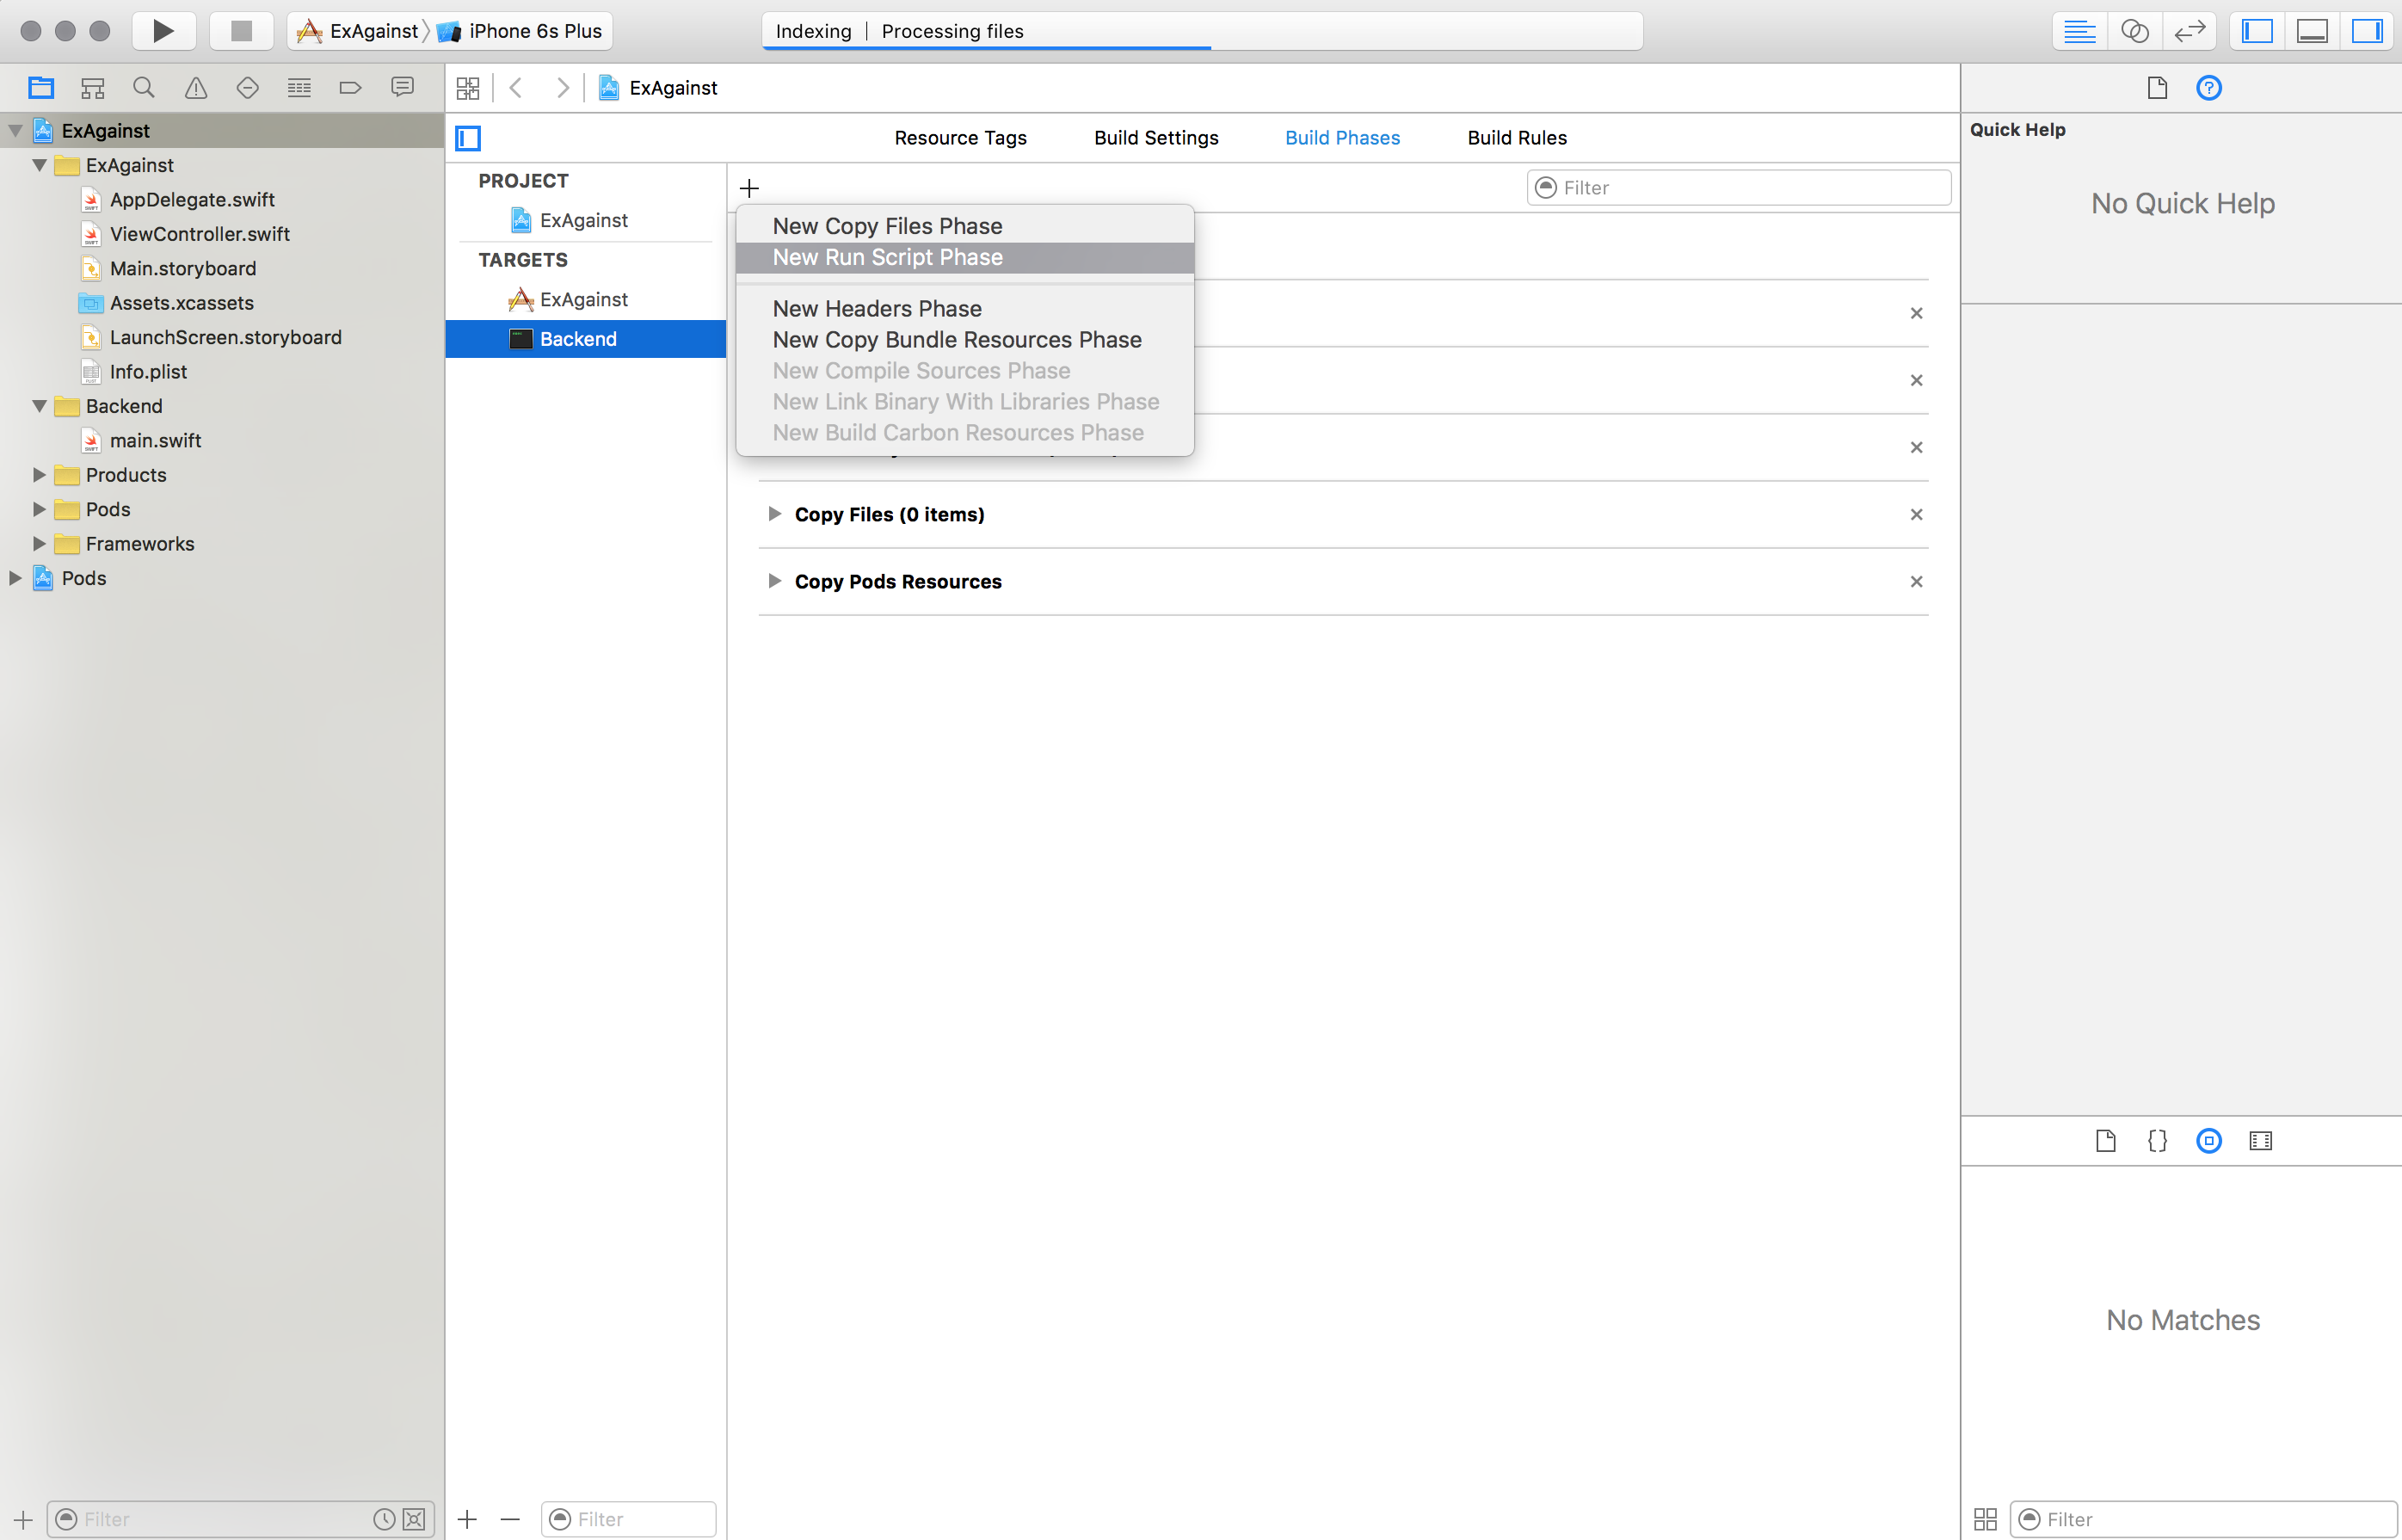 ExAgainst
iPhone 6s Plus
Indexing | Processing files
ExAgainst
ExAgainst
ExAgainst
AppDelegate.swift
ViewController.swift
Main.storyboard
Assets.xcassets
LaunchScreen.storyboard
Info.plist
Backend
main.swift
Products
Pods
Frameworks
Pods
Filter
Resource Tags
Build Settings
Build Phases
Build Rules
PROJECT
ExAgainst
TARGETS
ExAgainst
Backend
Filter
Filter
New Copy Files Phase
New Run Script Phase
New Headers Phase
New Copy Bundle Resources Phase
New Compile Sources Phase
New Link Binary With Libraries Phase
New Build Carbon Resources Phase
Copy Files (0 items)
Copy Pods Resources
Quick Help
No Quick Help
No Matches
Filter